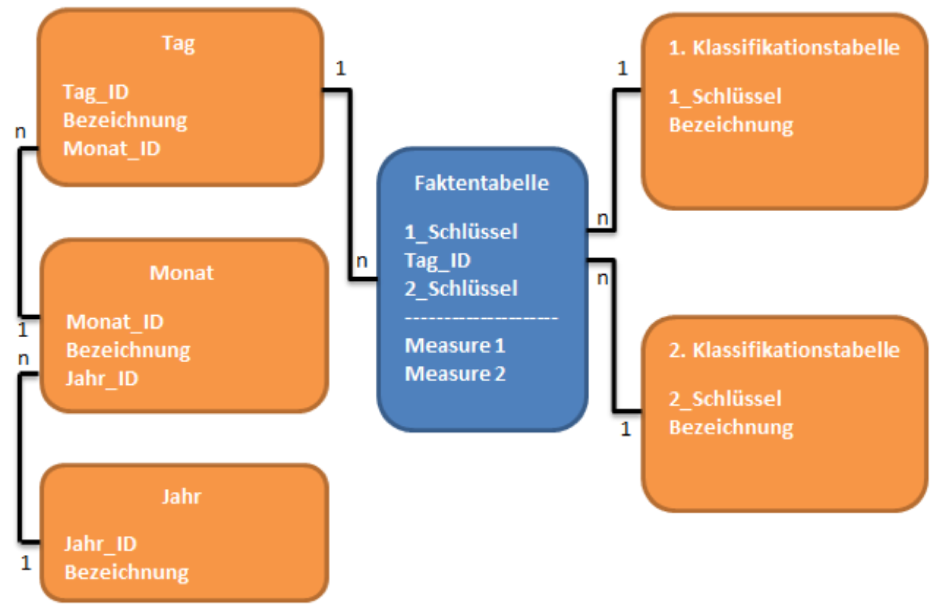 Tag
Tag_ID
Bezeichnung
Monat_ID
1
n
n
1
Monat
Monat_ID
Bezeichnung
Jahr_ID
n
1
Jahr
Jahr_ID
Bezeichnung
Faktentabelle
1_Schlüssel
Tag_ID
2_Schlüssel
----------------------
Measure 1
Measure 2
1
n
1. Klassifikationstabelle
1_Schlüssel
Bezeichnung
n
1
2. Klassifikationstabelle
2_Schlüssel
Bezeichnung